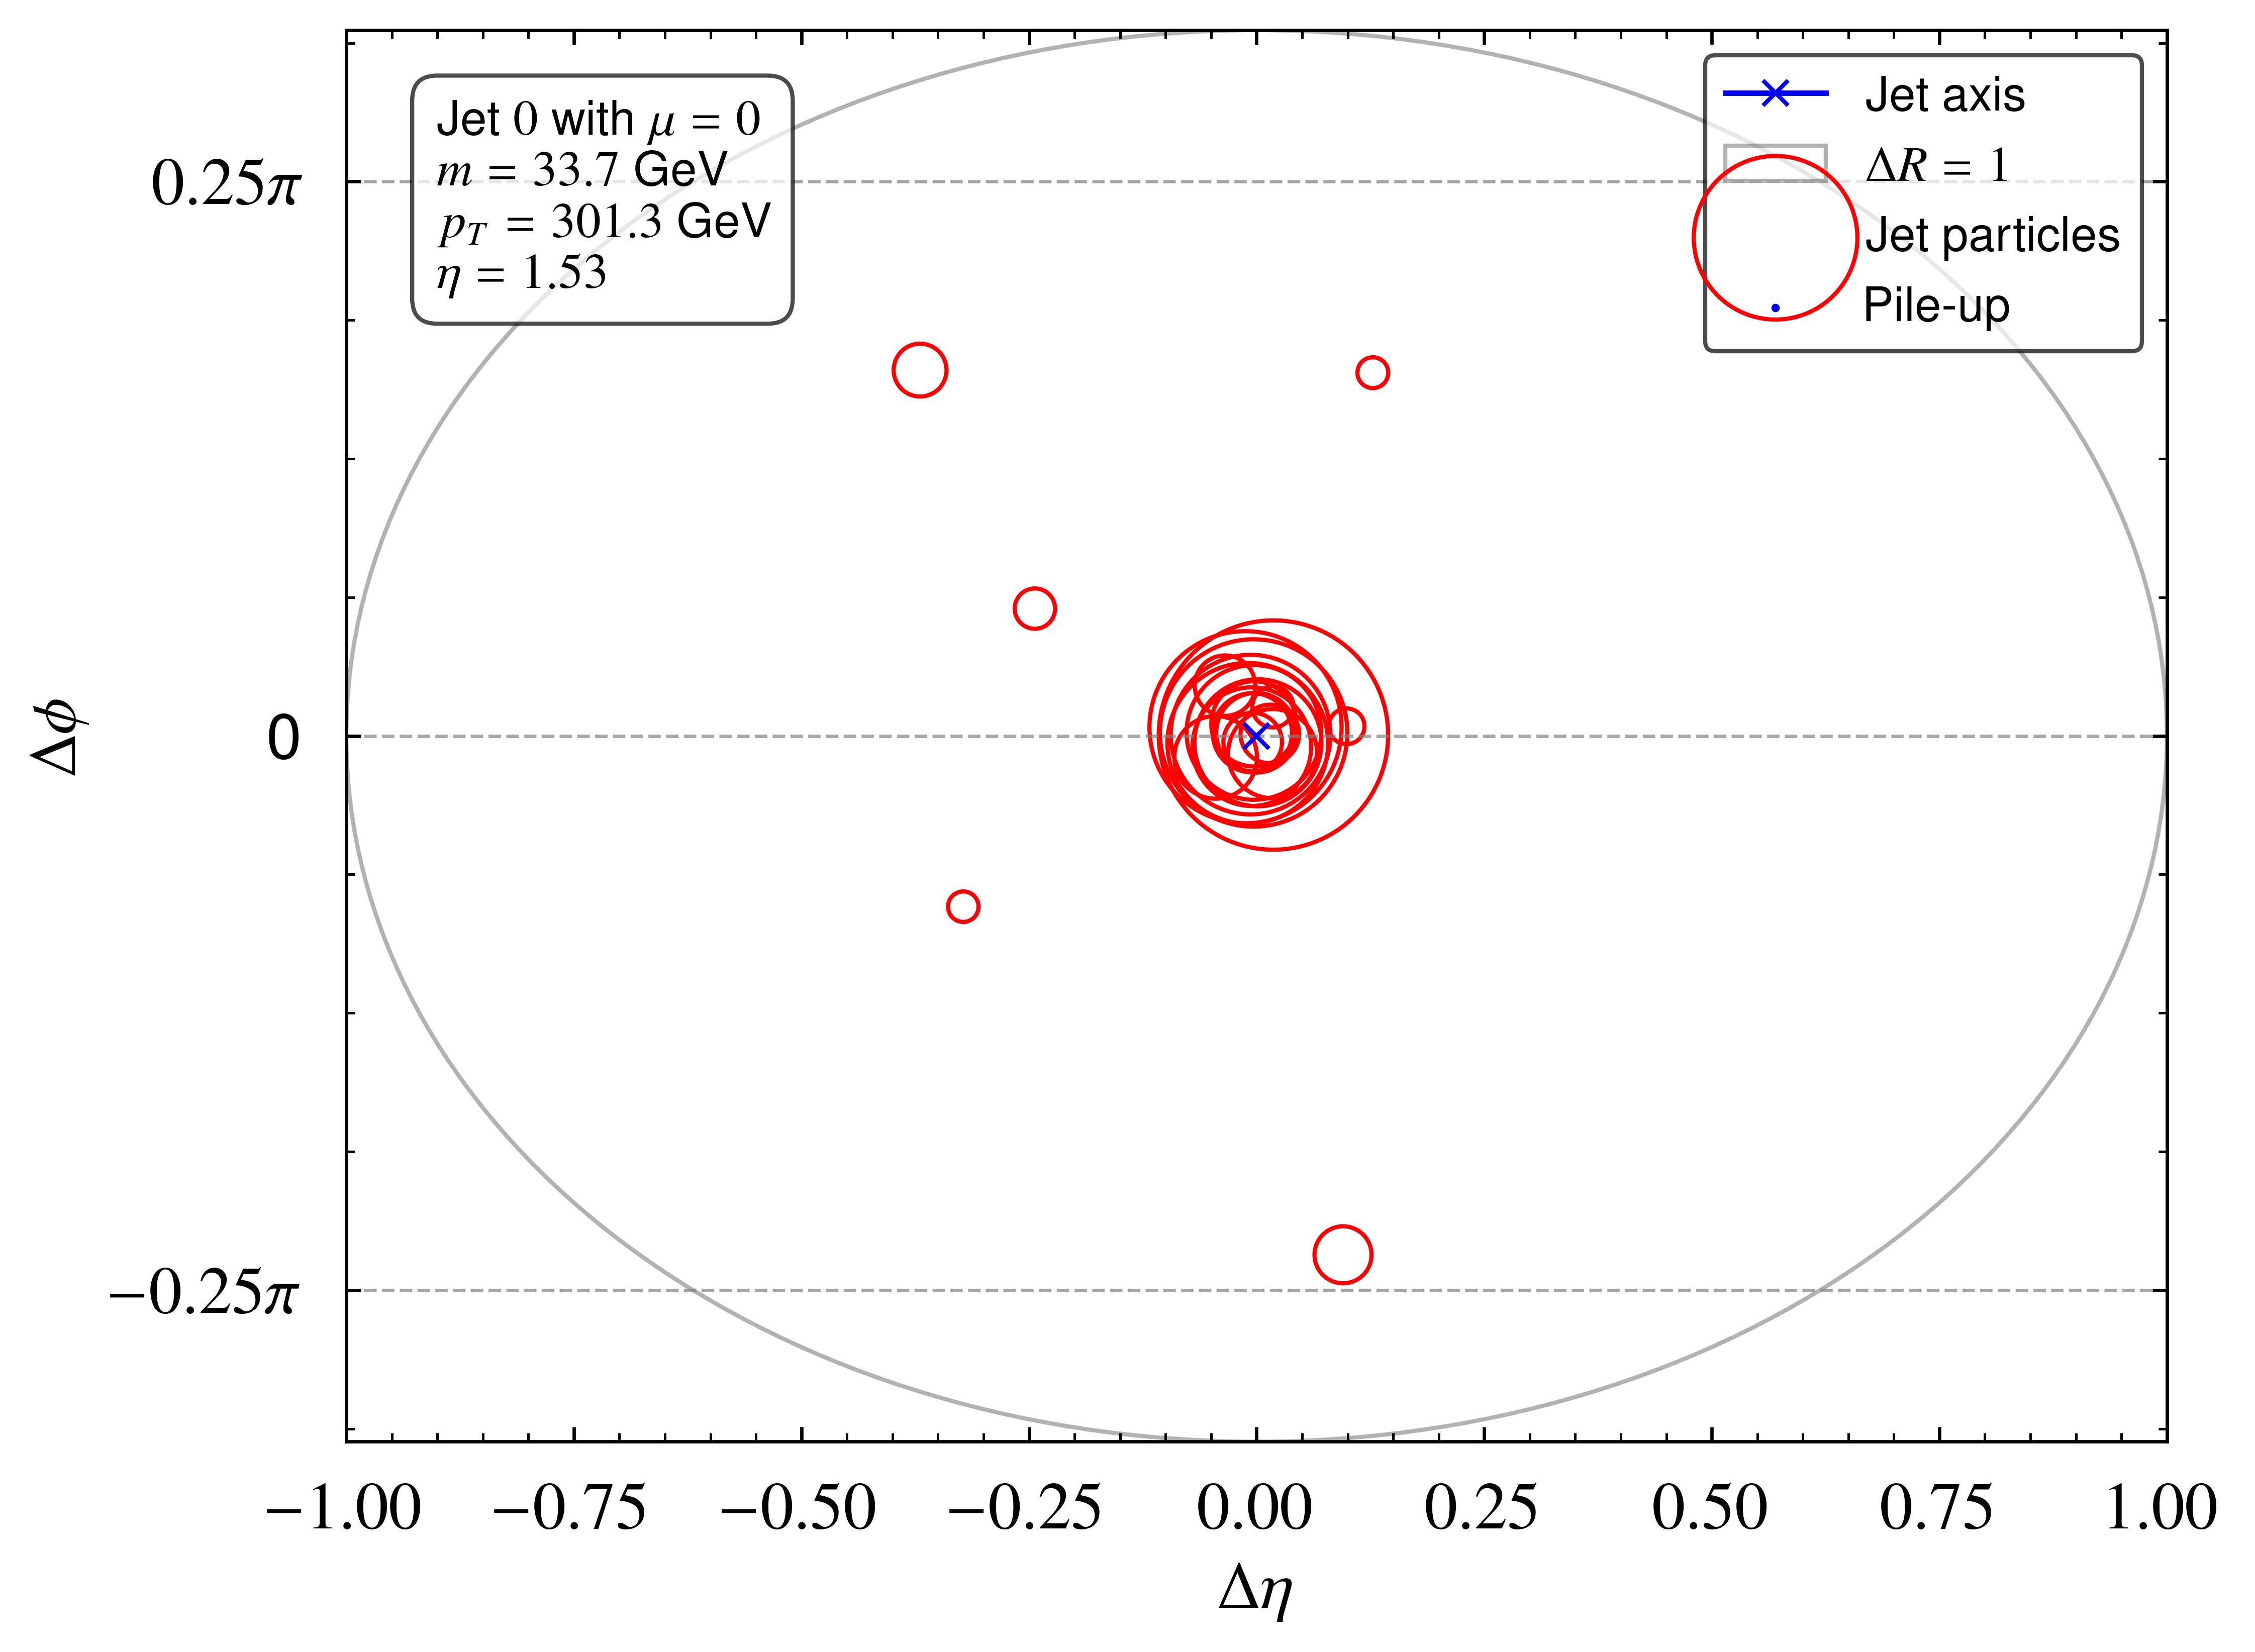 Jet 0 with μ = 0
m = 33.7 GeV
p_T = 301.3 GeV
η = 1.53
Jet axis
ΔR = 1
Jet particles
Pile-up
0.25π
0
−0.25π
Δϕ
−1.00 −0.75 −0.50 −0.25 0.00 0.25 0.50 0.75 1.00
Δη